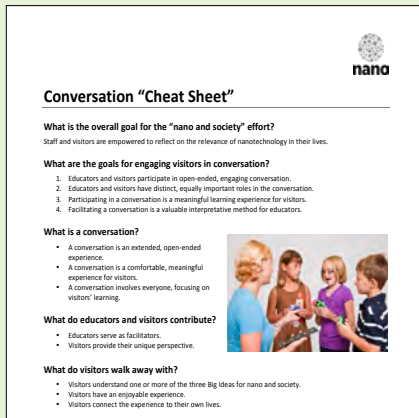 nano
Conversation “Cheat Sheet”
What is the overall goal for the “nano and society” effort?
Staff and visitors are empowered to reflect on the relevance of nanotechnology in their lives.
What are the goals for engaging visitors in conversation?
1. Educators and visitors participate in open-ended, engaging conversation.
2. Educators and visitors have distinct, equally important roles in the conversation.
3. Participating in a conversation is a meaningful learning experience for visitors.
4. Facilitating a conversation is a valuable interpretative method for educators.
What is a conversation?
• A conversation is an extended, open-ended
experience.
• A conversation is a comfortable, meaningful
experience for visitors.
• A conversation involves everyone, focusing on
visitors’ learning.
What do educators and visitors contribute?
• Educators serve as facilitators.
• Visitors provide their unique perspective.
What do visitors walk away with?
• Visitors understand one or more of the three Big Ideas for nano and society.
• Visitors have an enjoyable experience.
• Visitors connect the experience to their own lives.